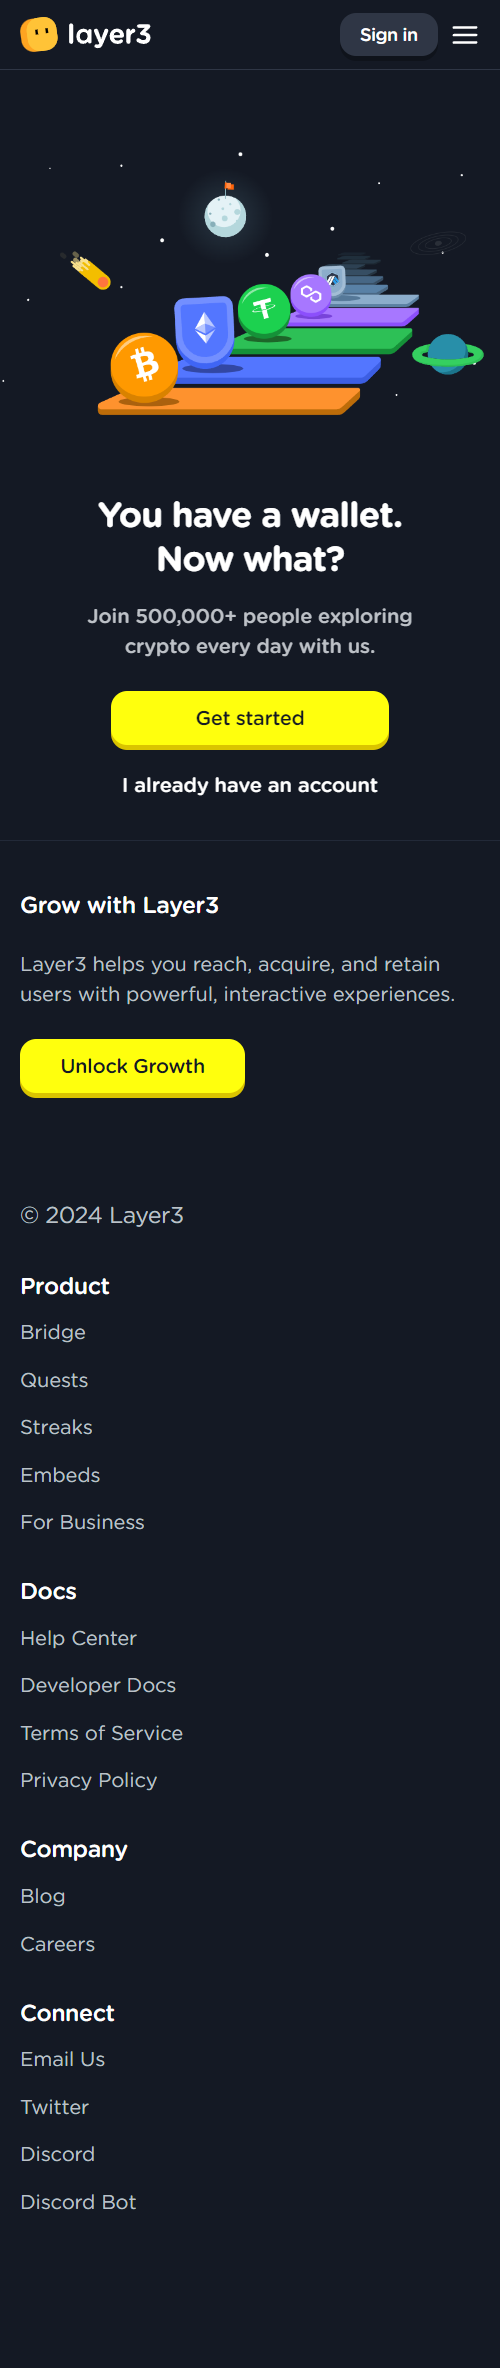 layer3
Sign in
You have a wallet.
Now what?
Join 500,000+ people exploring
crypto every day with us.
Get started
I already have an account
Grow with Layer3
Layer3 helps you reach, acquire, and retain
users with powerful, interactive experiences.
Unlock Growth
© 2024 Layer3
Product
Bridge
Quests
Streaks
Embeds
For Business
Docs
Help Center
Developer Docs
Terms of Service
Privacy Policy
Company
Blog
Careers
Connect
Email Us
Twitter
Discord
Discord Bot